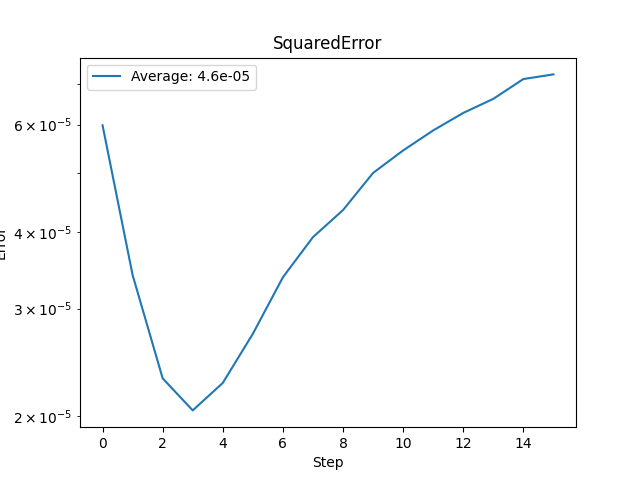 SquaredError
Average: 4.6e-05
6 × 10⁻⁵
4 × 10⁻⁵
3 × 10⁻⁵
2 × 10⁻⁵
Error
0 2 4 6 8 10 12 14
Step